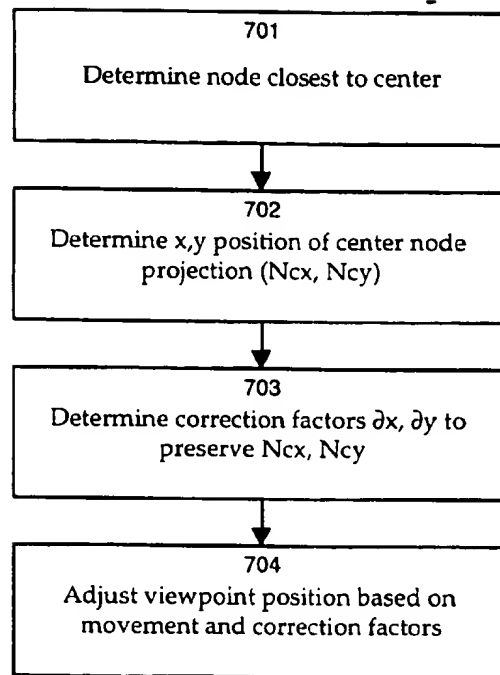 701
Determine node closest to center
702
Determine x,y position of center node
projection (Ncx, Ncy)
703
Determine correction factors ∂x, ∂y to
preserve Ncx, Ncy
704
Adjust viewpoint position based on
movement and correction factors